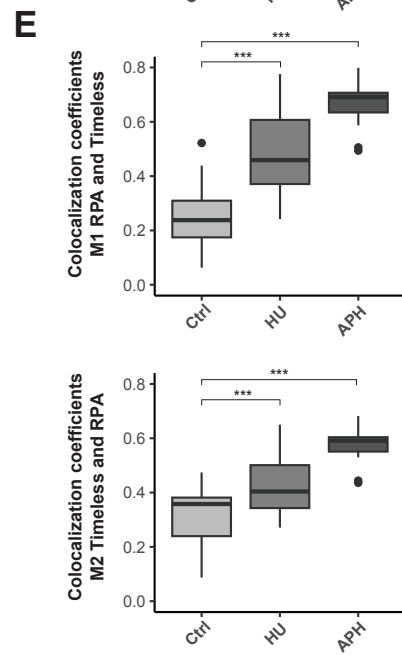 E
Colocalization coefficients
M1 RPA and Timeless
0.8
0.6
0.4
0.2
0.0
***
***
Ctrl
HU
APH
Colocalization coefficients
M2 Timeless and RPA
0.8
0.6
0.4
0.2
0.0
***
***
Ctrl
HU
APH